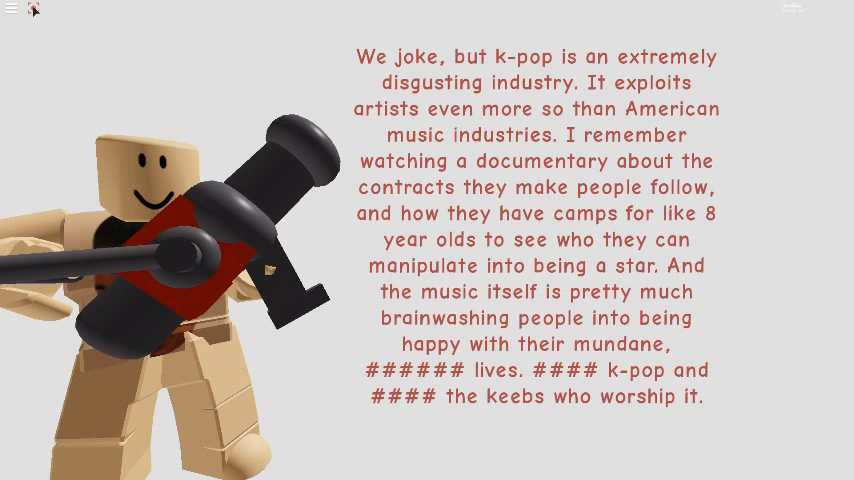 We joke, but k-pop is an extremely
disgusting industry. It exploits
artists even more so than American
music industries. I remember
watching a documentary about the
contracts they make people follow,
and how they have camps for like 8
year olds to see who they can
manipulate into being a star. And
the music itself is pretty much
brainwashing people into being
happy with their mundane,
###### lives. #### k-pop and
#### the keebs who worship it.